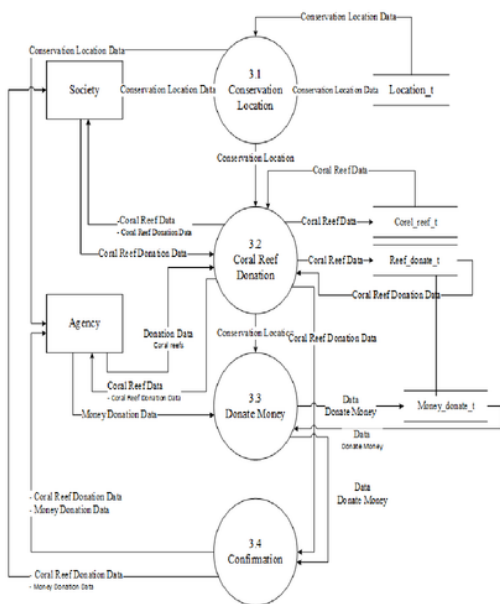 Conservation Location Data
Conservation Location Data
3.1
Conservation
Location
Society
Conservation Location Data
Conservation Location Data
Location_t
Conservation Location
Coral Reef Data
-Coral Reef Data
- Coral Reef Donation Data
3.2
Coral Reef
Donation
Coral Reef Data
Corel_reef_t
Coral Reef Donation Data
Coral Reef Data
Reef_donate_t
Coral Reef Donation Data
Agency
Donation Data
Coral reefs
Conservation Location
Coral Reef Donation Data
Coral Reef Data
- Coral Reef Donation Data
3.3
Donate Money
Money Donation Data
Data
Donate Money
Money_donate_t
Data
Donate Money
Data
Donate Money
- Coral Reef Donation Data
- Money Donation Data
3.4
Confirmation
- Coral Reef Donation Data
- Money Donation Data